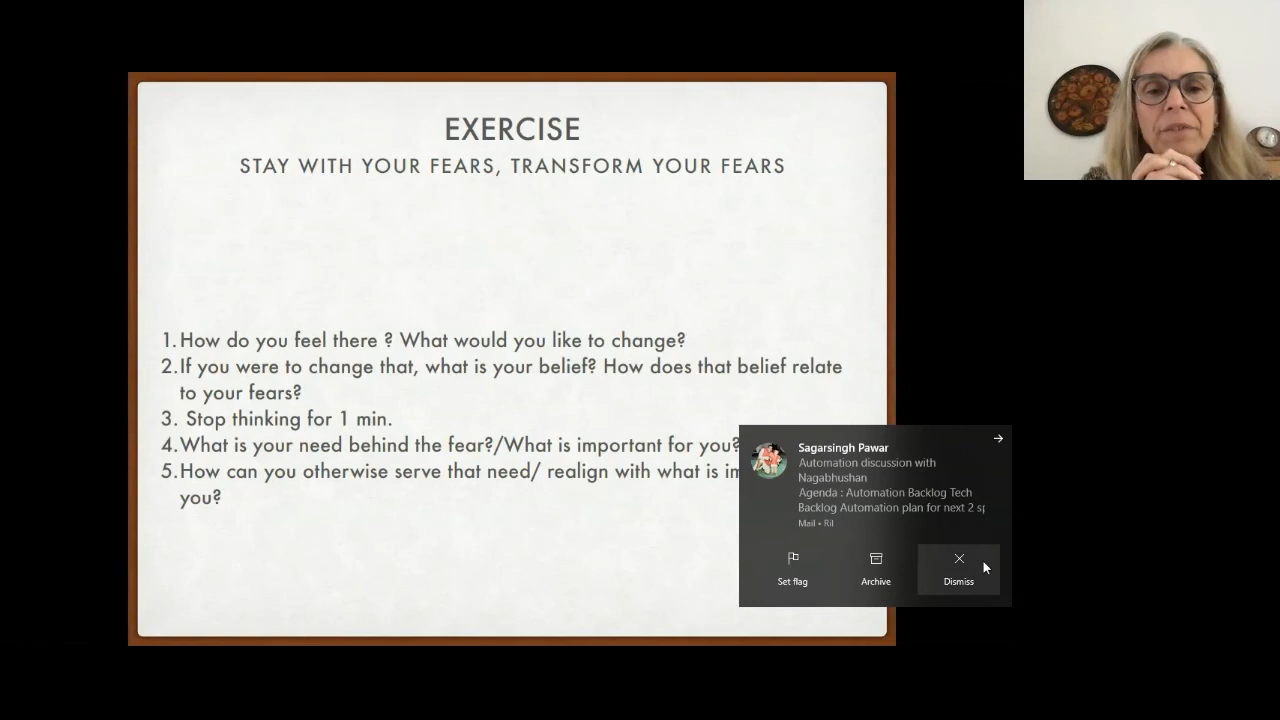 EXERCISE
STAY WITH YOUR FEARS, TRANSFORM YOUR FEARS
1. How do you feel there ? What would you like to change?
2. If you were to change that, what is your belief? How does that belief relate
to your fears?
3. Stop thinking for 1 min.
4. What is your need behind the fear?/What is important for you?
5. How can you otherwise serve that need/ realign with what is
you?
Sagarsingh Pawar
Automation discussion with
Nagabhushan
Agenda : Automation Backlog Tech
Backlog Automation plan for next 2
Mail • Ril
Set flag
Archive
Dismiss